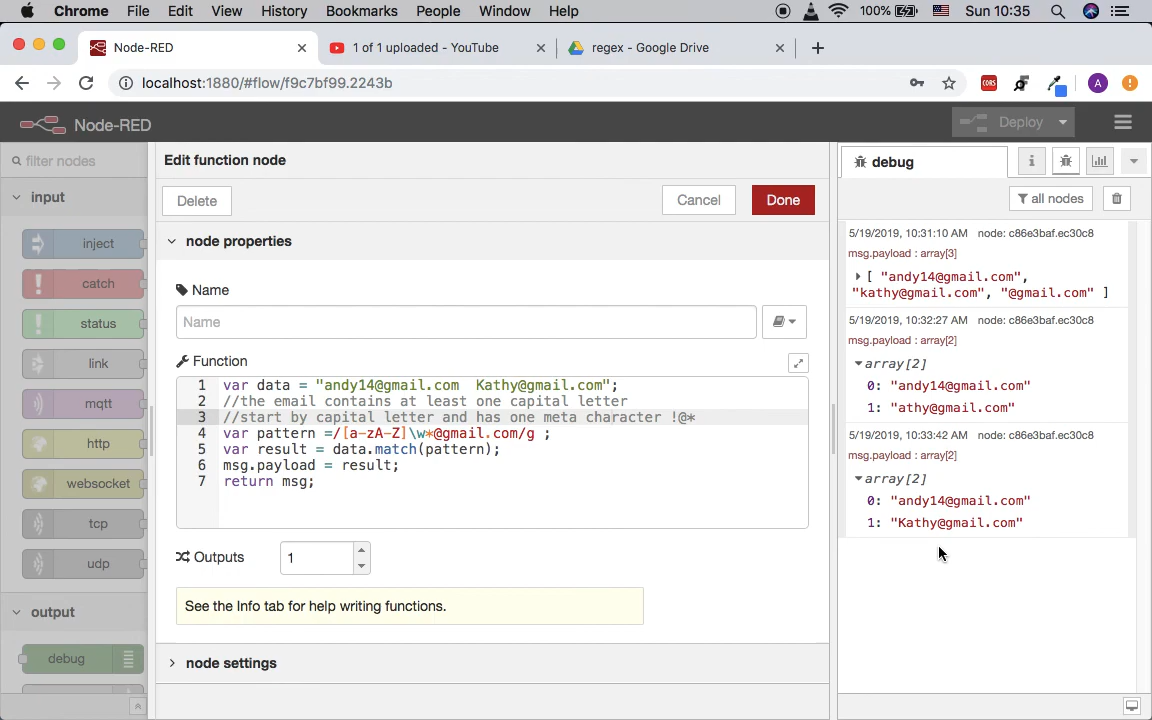 Chrome File Edit View History Bookmarks People Window Help 100% Sun 10:35
Node-RED 1 of 1 uploaded - YouTube regex - Google Drive
localhost:1880/#flow/f9c7bf99.2243b CORS A
Node-RED Deploy
filter nodes
input
inject
catch
status
link
mqtt
http
websocket
tcp
udp
output
debug
Edit function node
Delete Cancel Done
node properties
Name
Name
Function
1 var data = "andy14@gmail.com  Kathy@gmail.com";
2 //the email contains at least one capital letter
3 //start by capital letter and has one meta character !@*
4 var pattern =/[a-zA-Z]\w*@gmail.com/g ;
5 var result = data.match(pattern);
6 msg.payload = result;
7 return msg;
Outputs 1
See the Info tab for help writing functions.
node settings
debug i
all nodes
5/19/2019, 10:31:10 AM node: c86e3baf.ec30c8
msg.payload : array[3]
[ "andy14@gmail.com",
"kathy@gmail.com", "@gmail.com" ]
5/19/2019, 10:32:27 AM node: c86e3baf.ec30c8
msg.payload : array[2]
array[2]
0: "andy14@gmail.com"
1: "athy@gmail.com"
5/19/2019, 10:33:42 AM node: c86e3baf.ec30c8
msg.payload : array[2]
array[2]
0: "andy14@gmail.com"
1: "Kathy@gmail.com"